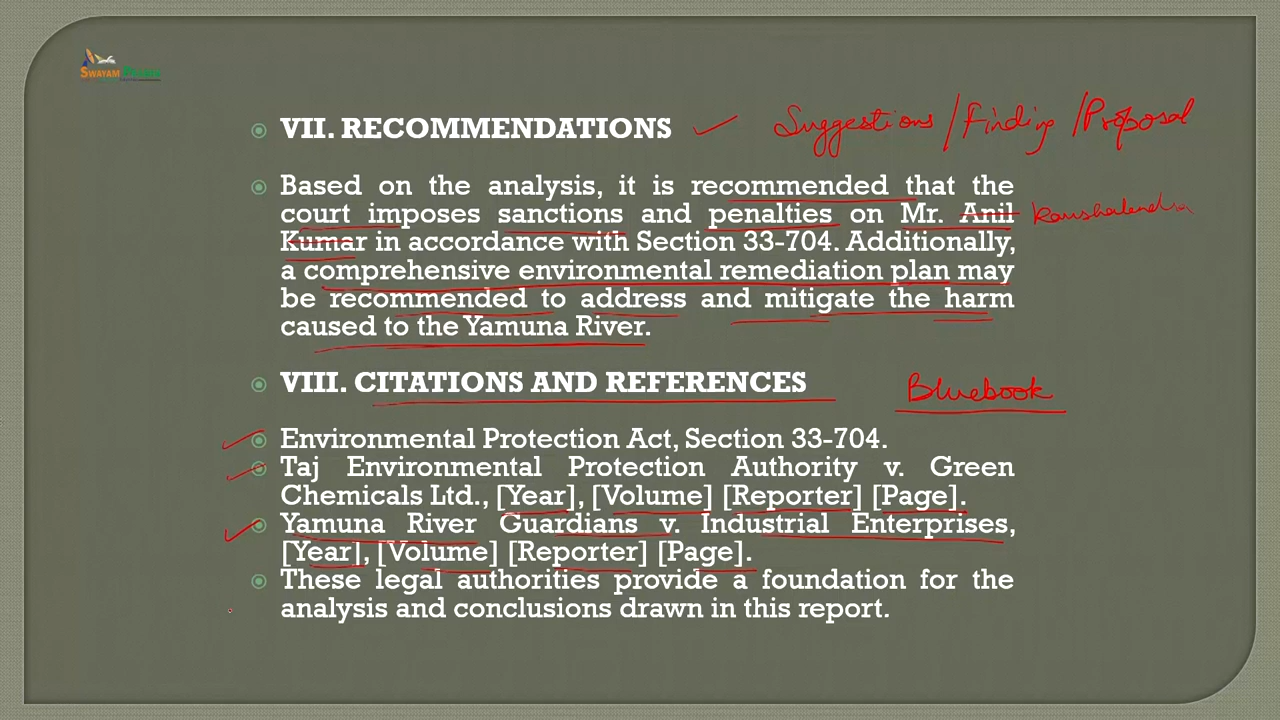 SWAYAM PRABHA
VII. RECOMMENDATIONS Suggestions / Finding / Proposal
Based on the analysis, it is recommended that the
court imposes sanctions and penalties on Mr. Anil Kaushalendra
Kumar in accordance with Section 33-704. Additionally,
a comprehensive environmental remediation plan may
be recommended to address and mitigate the harm
caused to the Yamuna River.
VIII. CITATIONS AND REFERENCES Bluebook
Environmental Protection Act, Section 33-704.
Taj Environmental Protection Authority v. Green
Chemicals Ltd., [Year], [Volume] [Reporter] [Page].
Yamuna River Guardians v. Industrial Enterprises,
[Year], [Volume] [Reporter] [Page].
These legal authorities provide a foundation for the
analysis and conclusions drawn in this report.